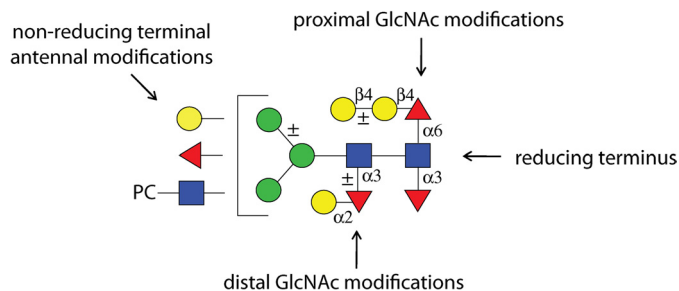 proximal GlcNAc modifications
non-reducing terminal
antennal modifications
β4
β4
±
±
α6
reducing terminus
α3
α3
±
PC
α2
distal GlcNAc modifications